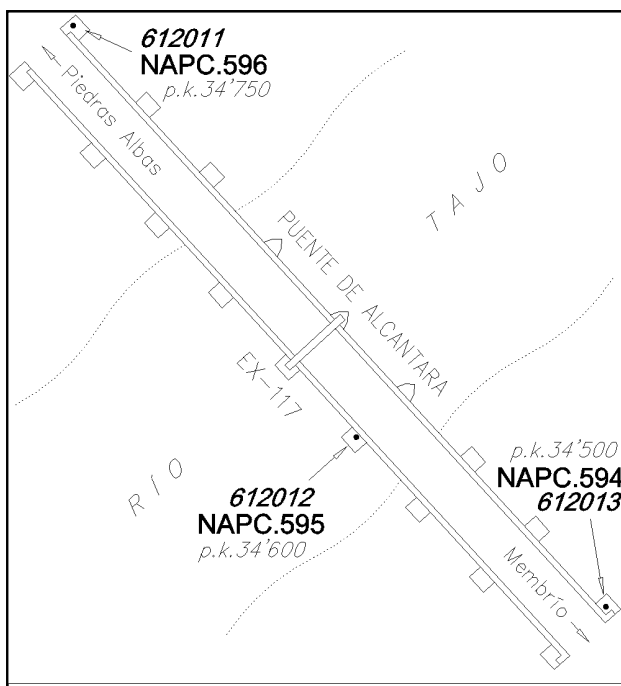 612011
NAPC.596
p.k.34'750
Piedras Albas
TAJO
PUENTE DE ALCANTARA
EX-117
p.k.34'500
NAPC.594
612013
RÍO
612012
NAPC.595
p.k.34'600
Membrío